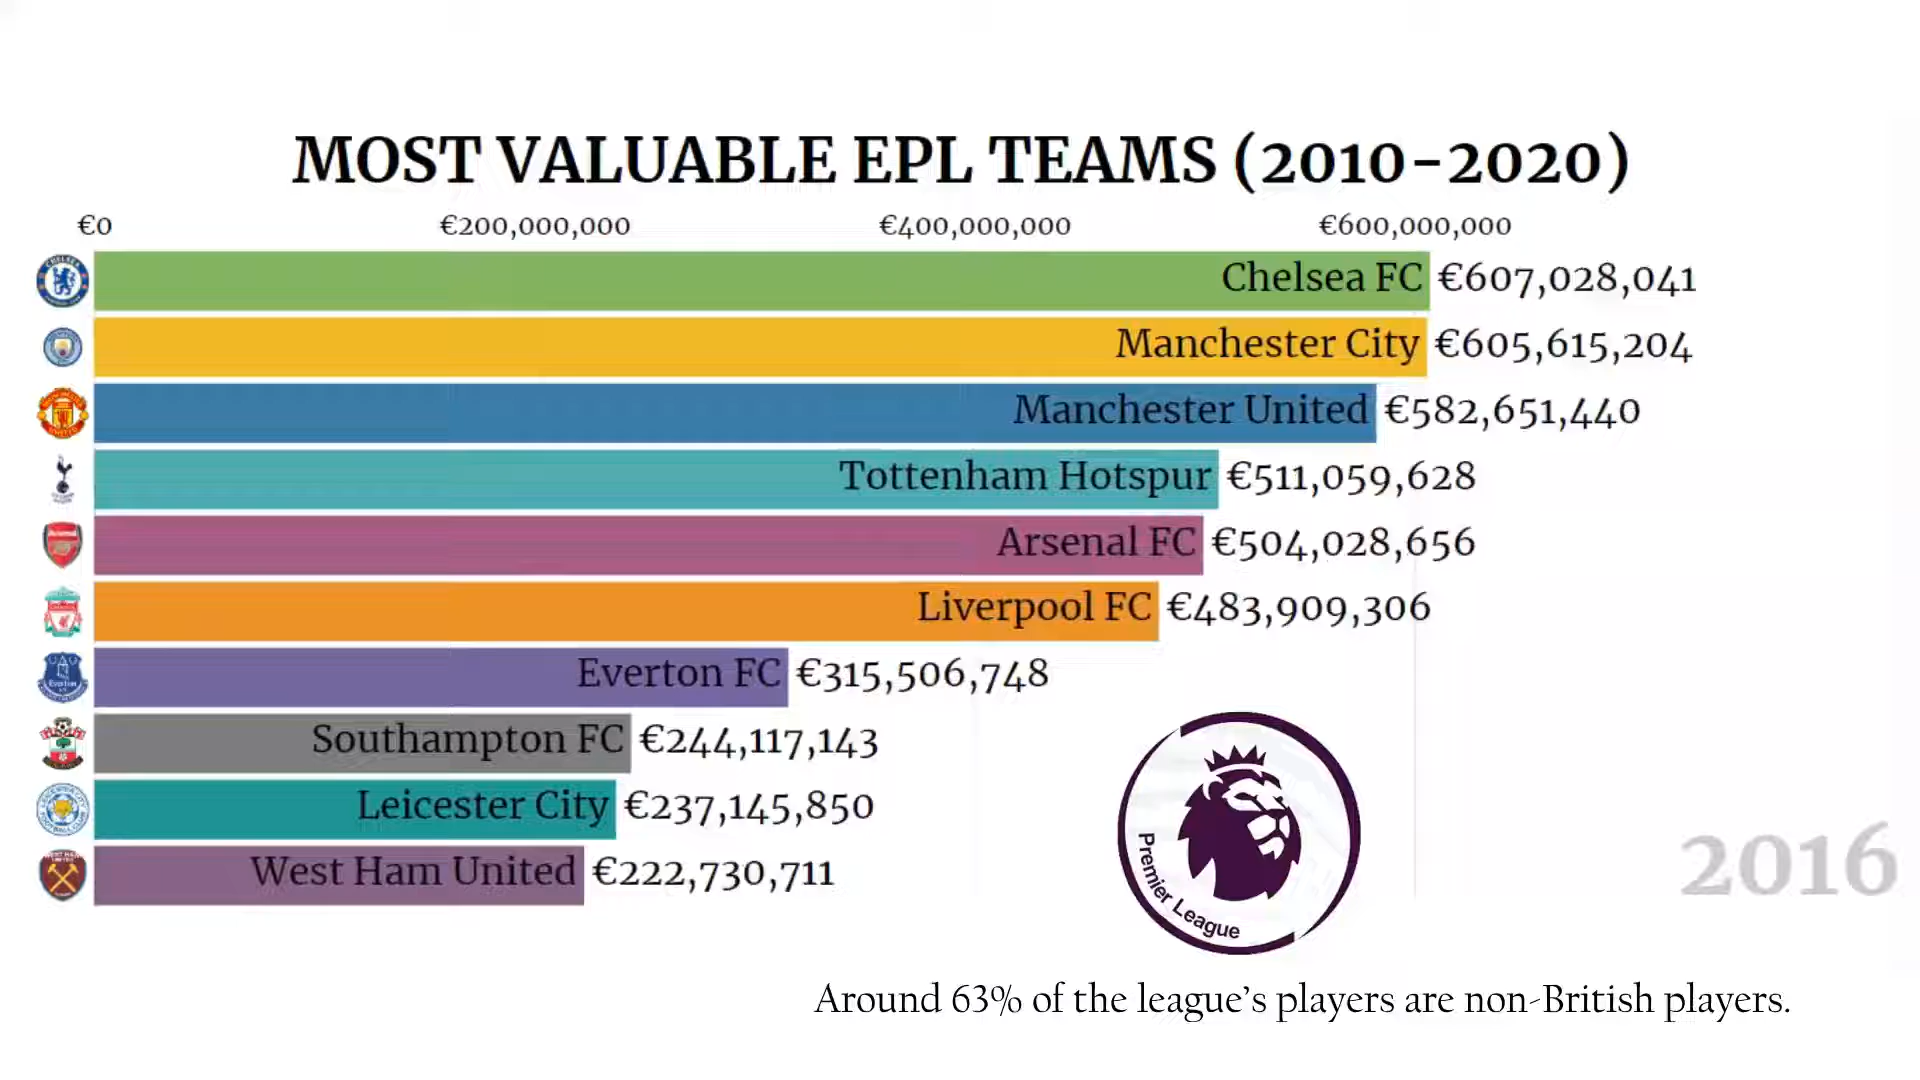 MOST VALUABLE EPL TEAMS (2010-2020)
€0 €200,000,000 €400,000,000 €600,000,000
Chelsea FC €607,028,041
Manchester City €605,615,204
Manchester United €582,651,440
Tottenham Hotspur €511,059,628
Arsenal FC €504,028,656
Liverpool FC €483,909,306
Everton FC €315,506,748
Southampton FC €244,117,143
Leicester City €237,145,850
West Ham United €222,730,711
Premier League
2016
Around 63% of the league's players are non-British players.